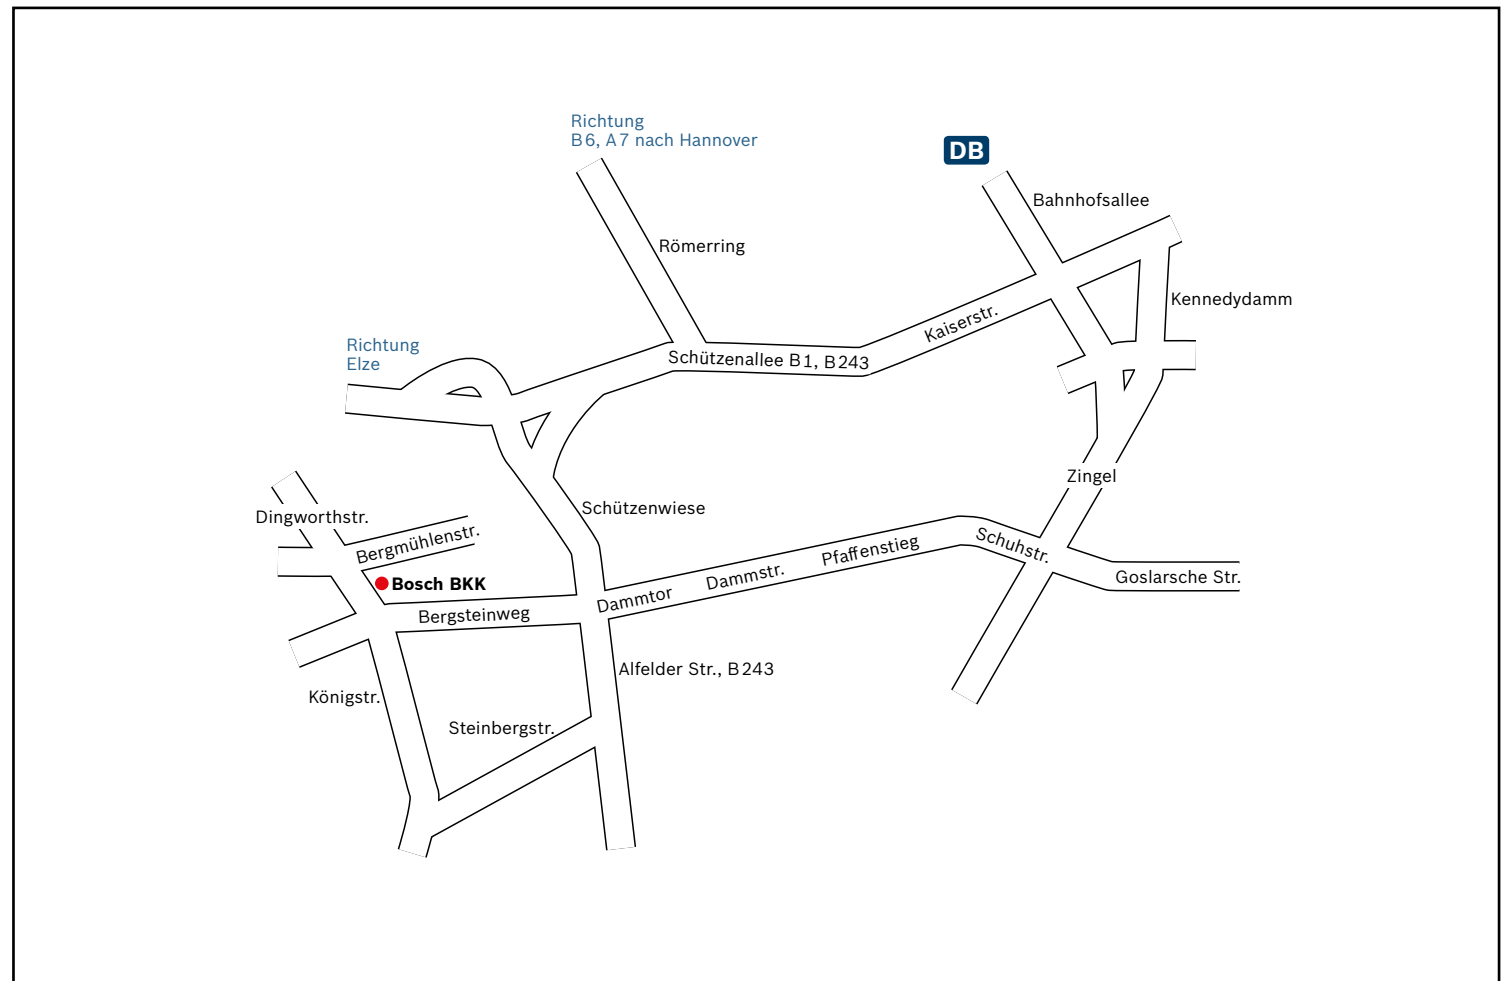 Richtung
B6, A7 nach Hannover
DB
Bahnhofsallee
Römerring
Kennedydamm
Kaiserstr.
Richtung
Elze
Schützenallee B1, B243
Zingel
Schützenwiese
Dingworthstr.
Bergmühlenstr.
Pfaffenstieg
Schuhstr.
Bosch BKK
Dammstr.
Goslarsche Str.
Dammtor
Bergsteinweg
Alfelder Str., B243
Königstr.
Steinbergstr.